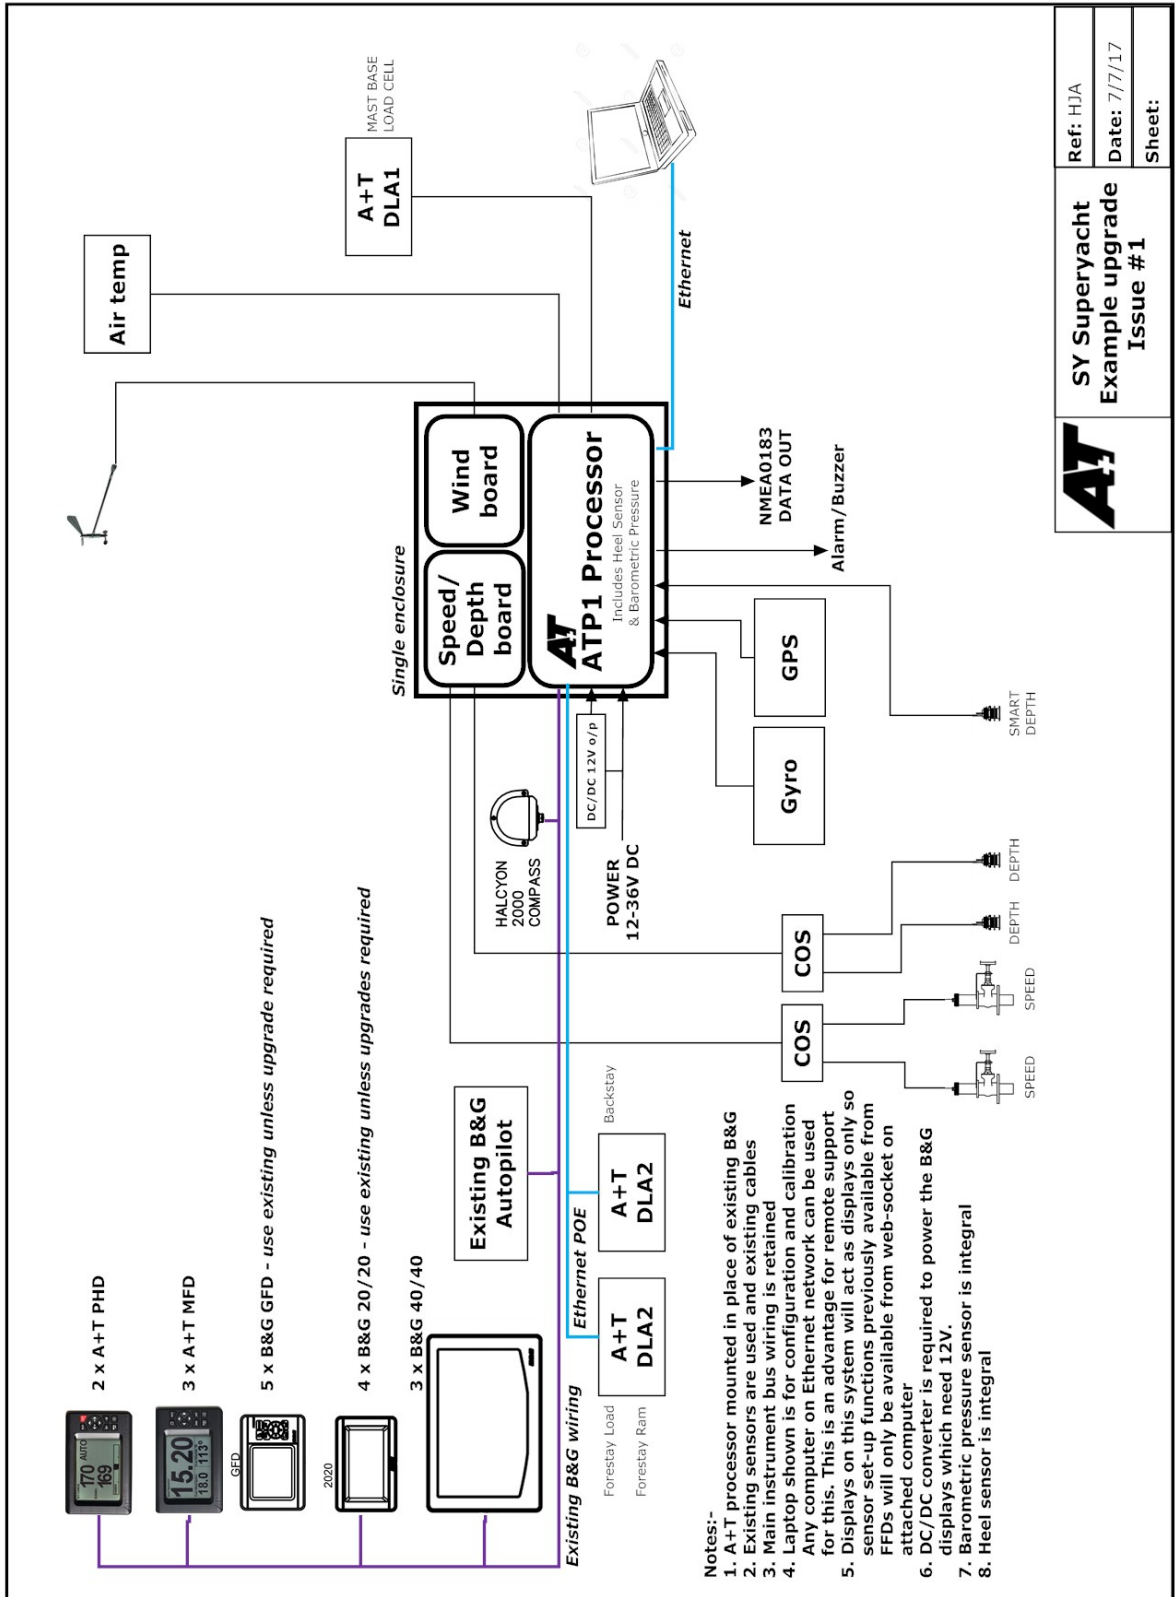 2 x A+T PHD
170 AUTO
169
3 x A+T MFD
15.20
18.0 113°
5 x B&G GFD - use existing unless upgrade required
GFD
4 x B&G 20/20 - use existing unless upgrades required
2020
3 x B&G 40/40
Existing B&G wiring
Existing B&G
Autopilot
Ethernet POE
Forestay Load
Forestay Ram
A+T
DLA2
Backstay
A+T
DLA2
HALCYON
2000
COMPASS
POWER
12-36V DC
DC/DC 12V o/p
Single enclosure
Speed/
Depth
board
Wind
board
A+T
ATP1 Processor
Includes Heel Sensor
& Barometric Pressure
Air temp
A+T
DLA1
MAST BASE
LOAD CELL
Ethernet
NMEA0183
DATA OUT
Alarm/Buzzer
GPS
Gyro
COS
COS
SPEED
SPEED
DEPTH
DEPTH
SMART
DEPTH
Notes:-
1. A+T processor mounted in place of existing B&G
2. Existing sensors are used and existing cables
3. Main instrument bus wiring is retained
4. Laptop shown is for configuration and calibration
Any computer on Ethernet network can be used
for this. This is an advantage for remote support
5. Displays on this system will act as displays only so
sensor set-up functions previously available from
FFDs will only be available from web-socket on
attached computer
6. DC/DC converter is required to power the B&G
displays which need 12V.
7. Barometric pressure sensor is integral
8. Heel sensor is integral
A+T
SY Superyacht
Example upgrade
Issue #1
Ref: HJA
Date: 7/7/17
Sheet: